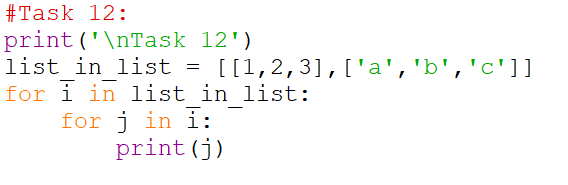 #Task 12:
print('\nTask 12')
list_in_list = [[1,2,3],['a','b','c']]
for i in list_in_list:
    for j in i:
        print(j)